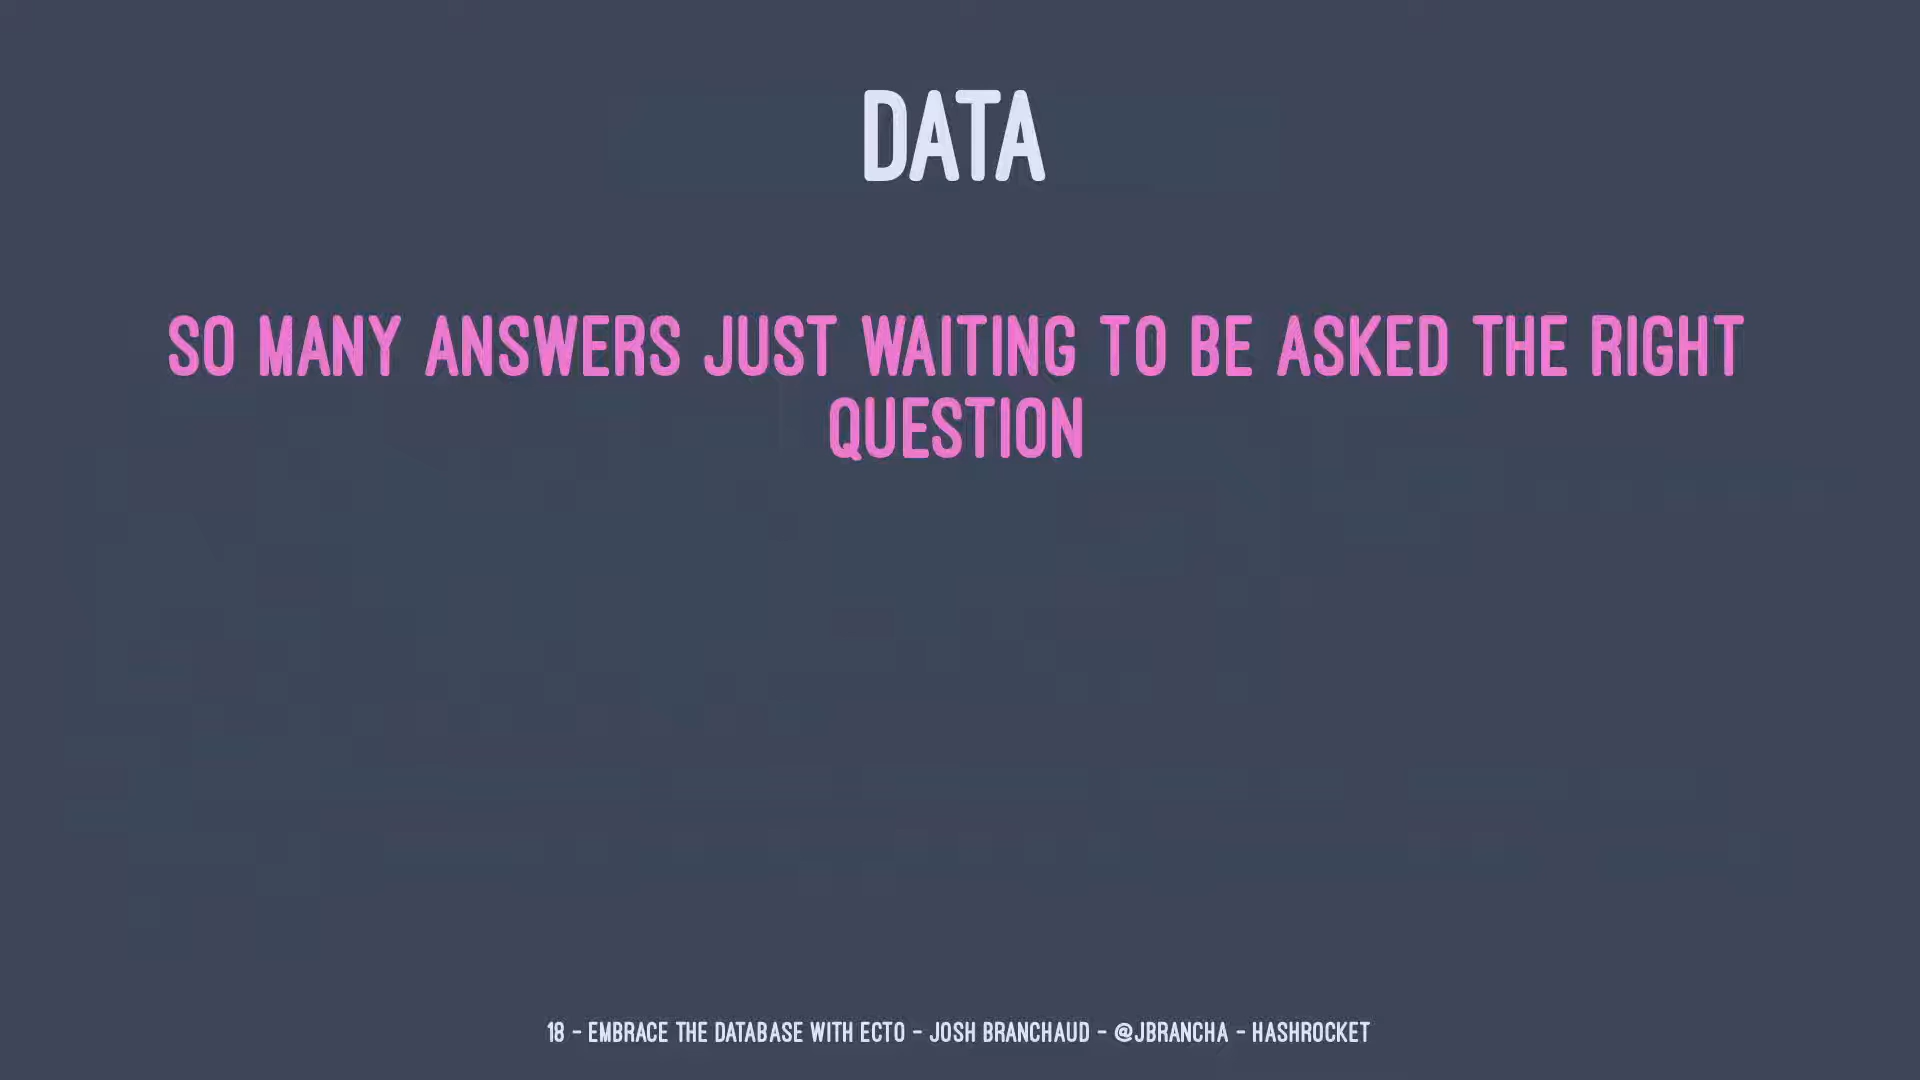 DATA
SO MANY ANSWERS JUST WAITING TO BE ASKED THE RIGHT
QUESTION
18 - EMBRACE THE DATABASE WITH ECTO - JOSH BRANCHAUD - @JBRANCHA - HASHROCKET